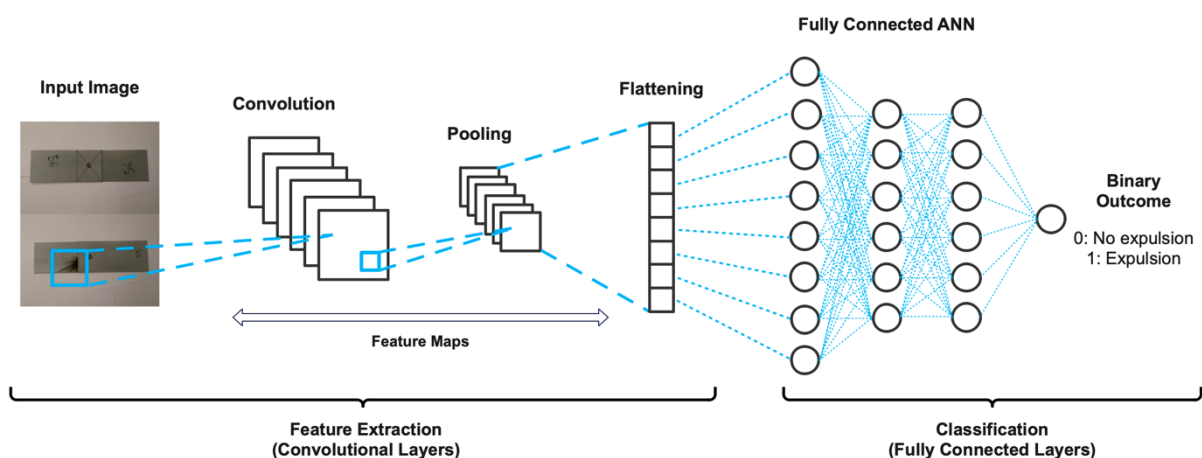 Fully Connected ANN
Input Image
Convolution
Pooling
Flattening
Binary
Outcome
0: No expulsion
1: Expulsion
Feature Maps
Feature Extraction
(Convolutional Layers)
Classification
(Fully Connected Layers)